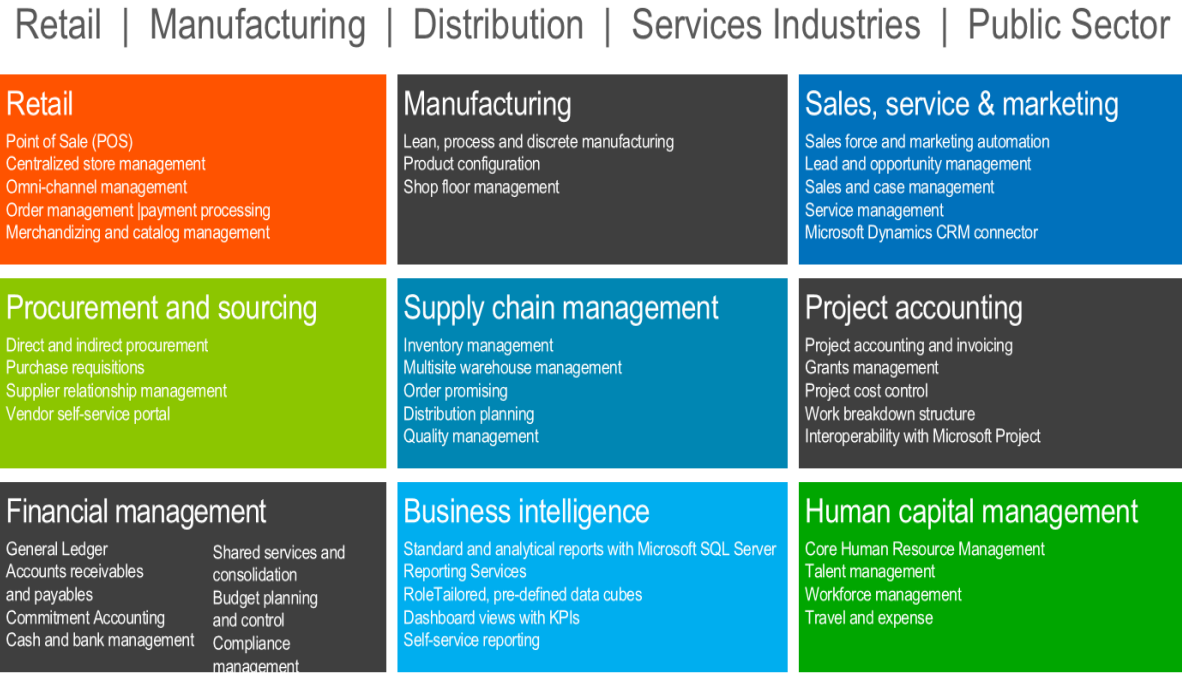 Retail | Manufacturing | Distribution | Services Industries | Public Sector
Retail
Point of Sale (POS)
Centralized store management
Omni-channel management
Order management |payment processing
Merchandizing and catalog management
Manufacturing
Lean, process and discrete manufacturing
Product configuration
Shop floor management
Sales, service & marketing
Sales force and marketing automation
Lead and opportunity management
Sales and case management
Service management
Microsoft Dynamics CRM connector
Procurement and sourcing
Direct and indirect procurement
Purchase requisitions
Supplier relationship management
Vendor self-service portal
Supply chain management
Inventory management
Multisite warehouse management
Order promising
Distribution planning
Quality management
Project accounting
Project accounting and invoicing
Grants management
Project cost control
Work breakdown structure
Interoperability with Microsoft Project
Financial management
General Ledger
Accounts receivables
and payables
Commitment Accounting
Cash and bank management
Shared services and
consolidation
Budget planning
and control
Compliance
management
Business intelligence
Standard and analytical reports with Microsoft SQL Server
Reporting Services
RoleTailored, pre-defined data cubes
Dashboard views with KPIs
Self-service reporting
Human capital management
Core Human Resource Management
Talent management
Workforce management
Travel and expense